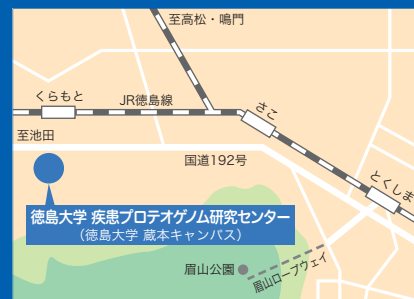 至高松・鳴門
くらもと
JR徳島線
さこ
至池田
国道192号
とくしま
徳島大学 疾患プロテオゲノム研究センター
（徳島大学 蔵本キャンパス）
眉山公園
眉山ロープウェイ